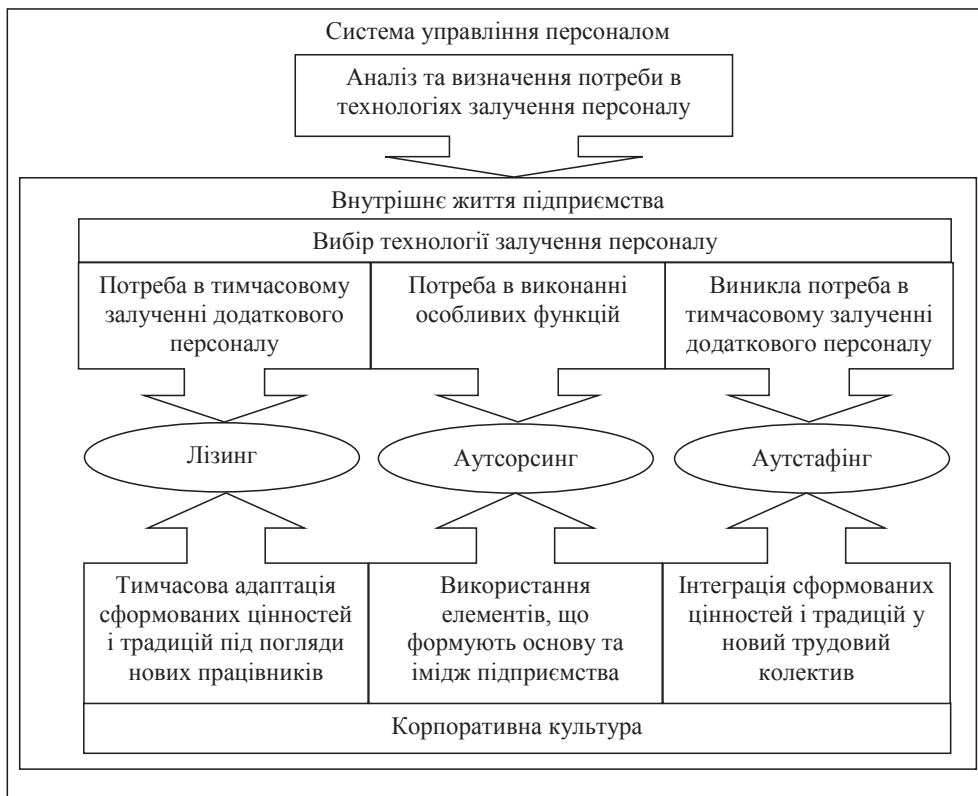 Система управління персоналом
Аналіз та визначення потреби в
технологіях залучення персоналу
Внутрішнє життя підприємства
Вибір технології залучення персоналу
Потреба в тимчасовому
залученні додаткового
персоналу
Потреба в виконанні
особливих функцій
Виникла потреба в
тимчасовому залученні
додаткового персоналу
Лізинг
Аутсорсинг
Аутстафінг
Тимчасова адаптація
сформованих цінностей
і традицій під погляди
нових працівників
Використання
елементів, що
формують основу та
імідж підприємства
Інтеграція сформованих
цінностей і традицій у
новий трудовий
колектив
Корпоративна культура